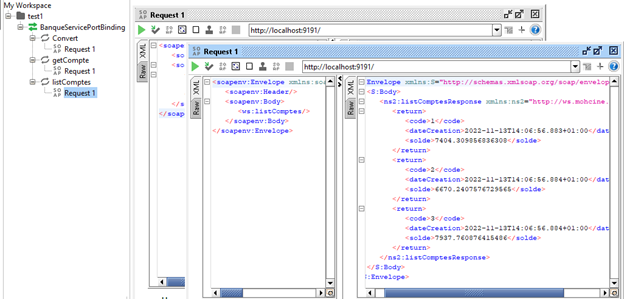 My Workspace
test1
BanqueServicePortBinding
Convert
Request 1
getCompte
Request 1
listComptes
Request 1
Request 1
http://localhost:9191/
XML
Raw
<soape
<so
<so
</s
</soap
Request 1
http://localhost:9191/
XML
Raw
<soapenv:Envelope xmlns:soa
<soapenv:Header/>
<soapenv:Body>
<ws:listComptes/>
</soapenv:Body>
</soapenv:Envelope>
XML
Raw
Envelope xmlns:S="http://schemas.xmlsoap.org/soap/envelop
<S:Body>
<ns2:listComptesResponse xmlns:ns2="http://ws.mohcine.
<return>
<code>1</code>
<dateCreation>2022-11-13T14:06:56.883+01:00</dat
<solde>7404.309856836308</solde>
</return>
<return>
<code>2</code>
<dateCreation>2022-11-13T14:06:56.884+01:00</dat
<solde>6670.2407576729565</solde>
</return>
<return>
<code>3</code>
<dateCreation>2022-11-13T14:06:56.884+01:00</dat
<solde>7937.760876415486</solde>
</return>
</ns2:listComptesResponse>
</S:Body>
:Envelope>